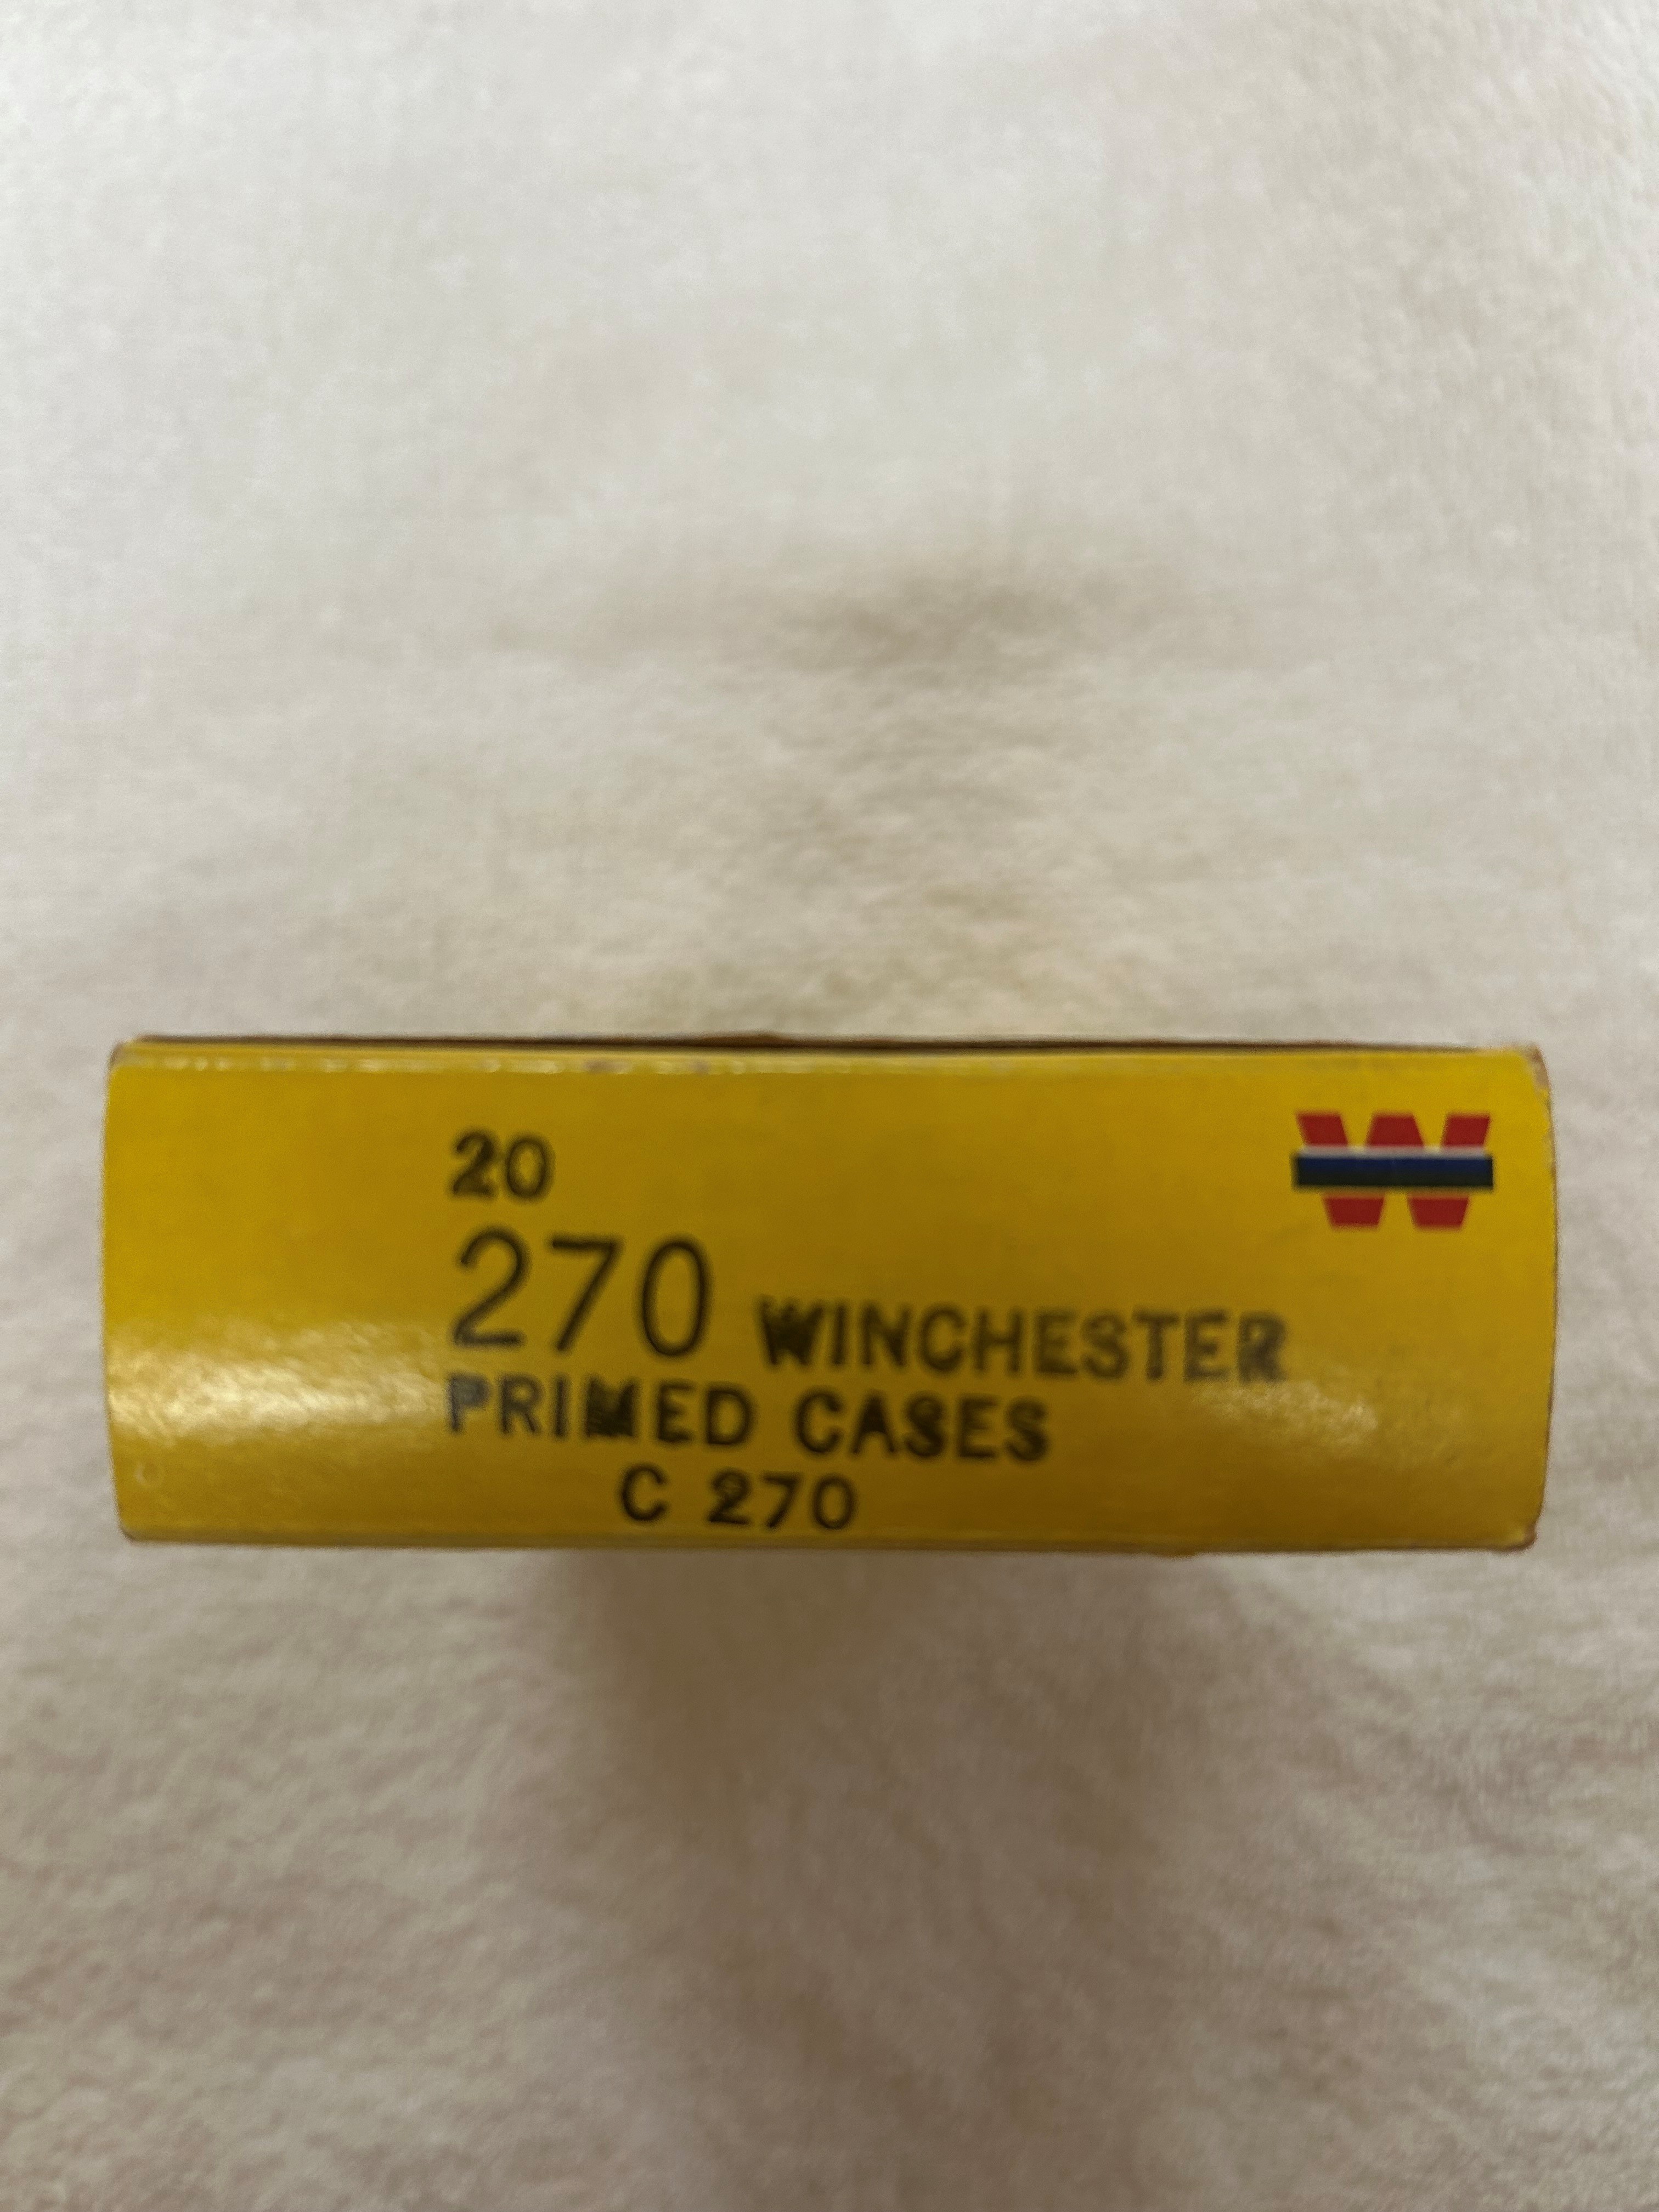 20
W
270 WINCHESTER
PRIMED CASES
C 270